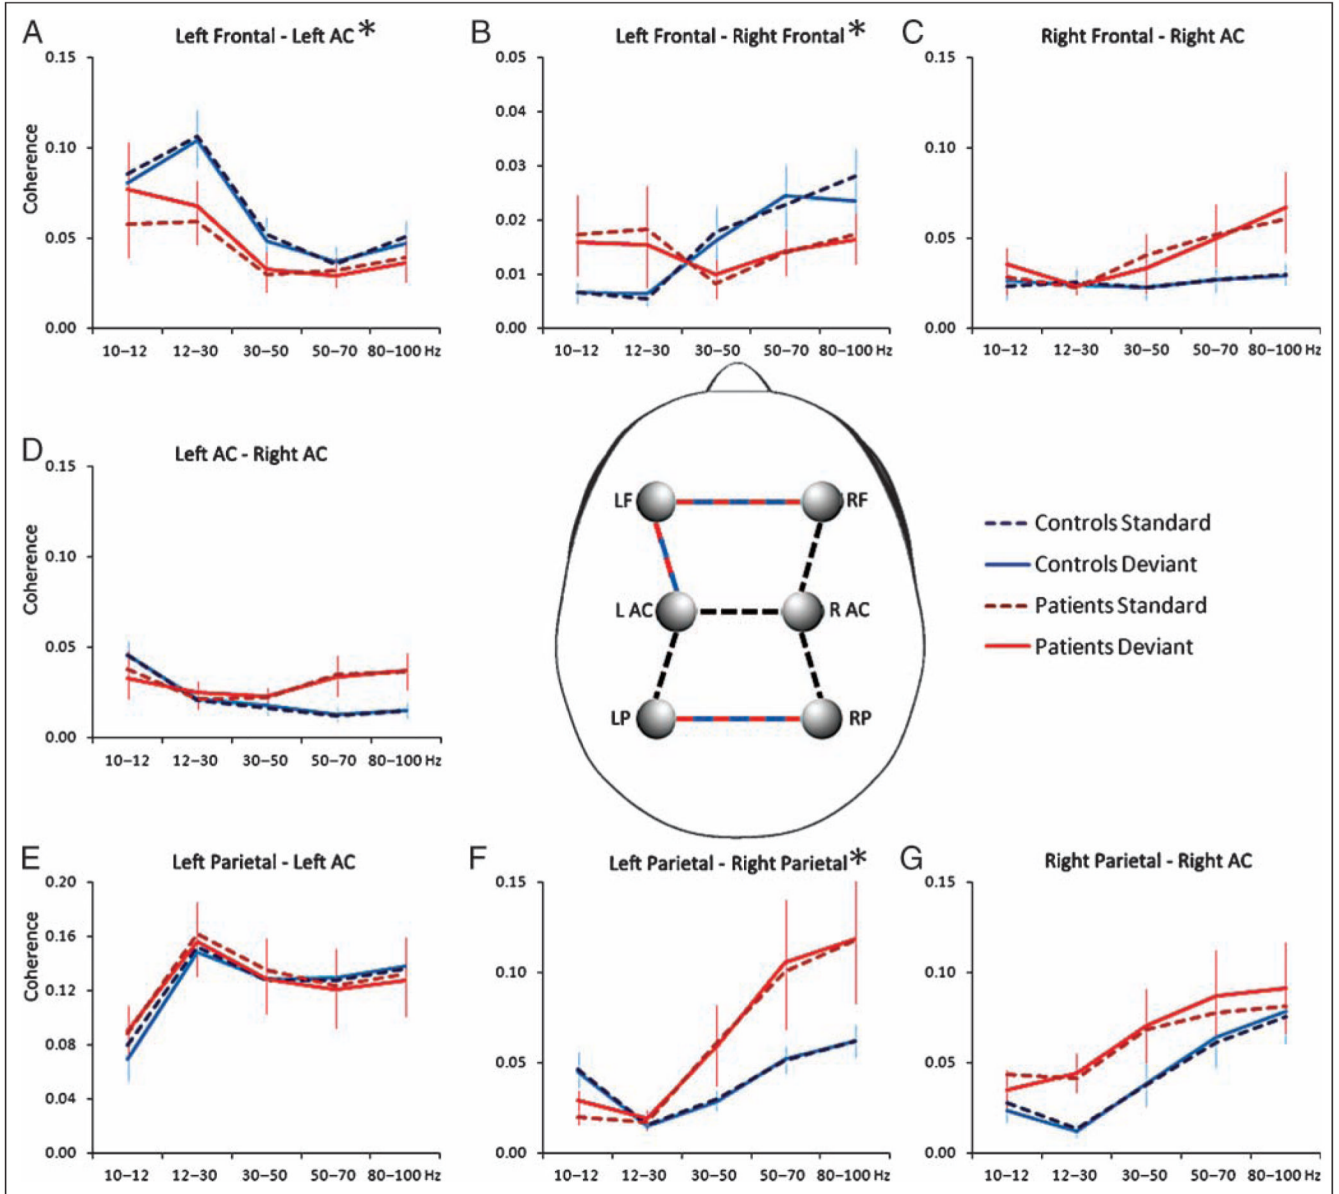 A
Left Frontal - Left AC*
0.15
0.10
0.05
0.00
Coherence
10–12 12–30 30–50 50–70 80–100 Hz
B
Left Frontal - Right Frontal*
0.05
0.04
0.03
0.02
0.01
0.00
10–12 12–30 30–50 50–70 80–100 Hz
C
Right Frontal - Right AC
0.15
0.10
0.05
0.00
10–12 12–30 30–50 50–70 80–100 Hz
D
Left AC - Right AC
0.15
0.10
0.05
0.00
Coherence
10–12 12–30 30–50 50–70 80–100 Hz
LF RF
L AC R AC
LP RP
Controls Standard
Controls Deviant
Patients Standard
Patients Deviant
E
Left Parietal - Left AC
0.20
0.16
0.12
0.08
0.04
0.00
Coherence
10–12 12–30 30–50 50–70 80–100 Hz
F
Left Parietal - Right Parietal*
0.15
0.10
0.05
0.00
10–12 12–30 30–50 50–70 80–100 Hz
G
Right Parietal - Right AC
0.15
0.10
0.05
0.00
10–12 12–30 30–50 50–70 80–100 Hz